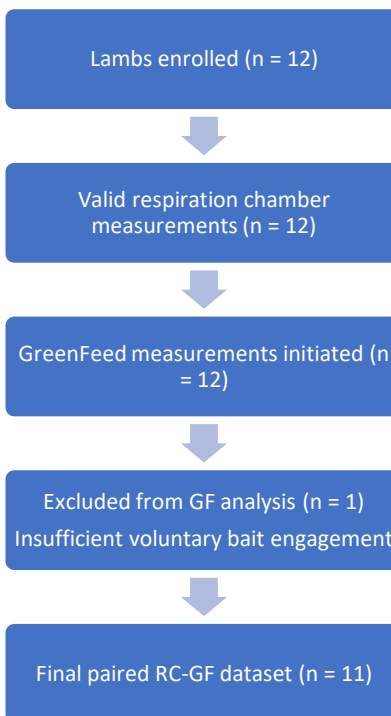 Lambs enrolled (n = 12)
Valid respiration chamber
measurements (n = 12)
GreenFeed measurements initiated (n
= 12)
Excluded from GF analysis (n = 1)
Insufficient voluntary bait engagement
Final paired RC-GF dataset (n = 11)